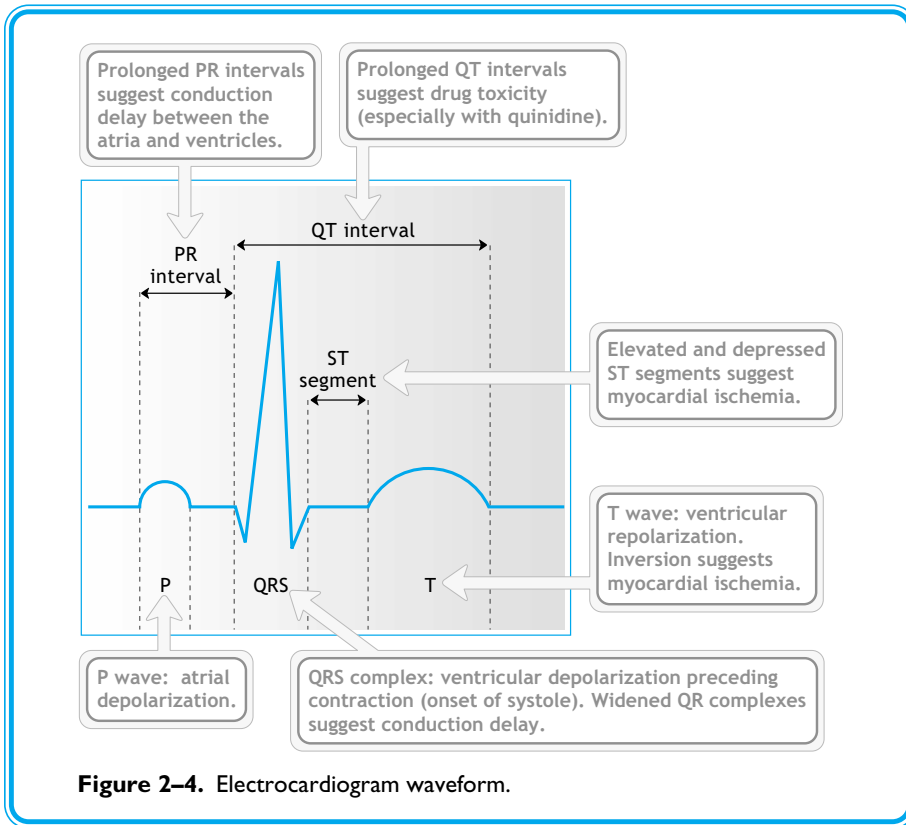 Prolonged PR intervals
suggest conduction
delay between the
atria and ventricles.
Prolonged QT intervals
suggest drug toxicity
(especially with quinidine).
QT interval
PR
interval
ST
segment
Elevated and depressed
ST segments suggest
myocardial ischemia.
T wave: ventricular
repolarization.
Inversion suggests
myocardial ischemia.
P
QRS
T
P wave: atrial
depolarization.
QRS complex: ventricular depolarization preceding
contraction (onset of systole). Widened QR complexes
suggest conduction delay.
Figure 2–4. Electrocardiogram waveform.